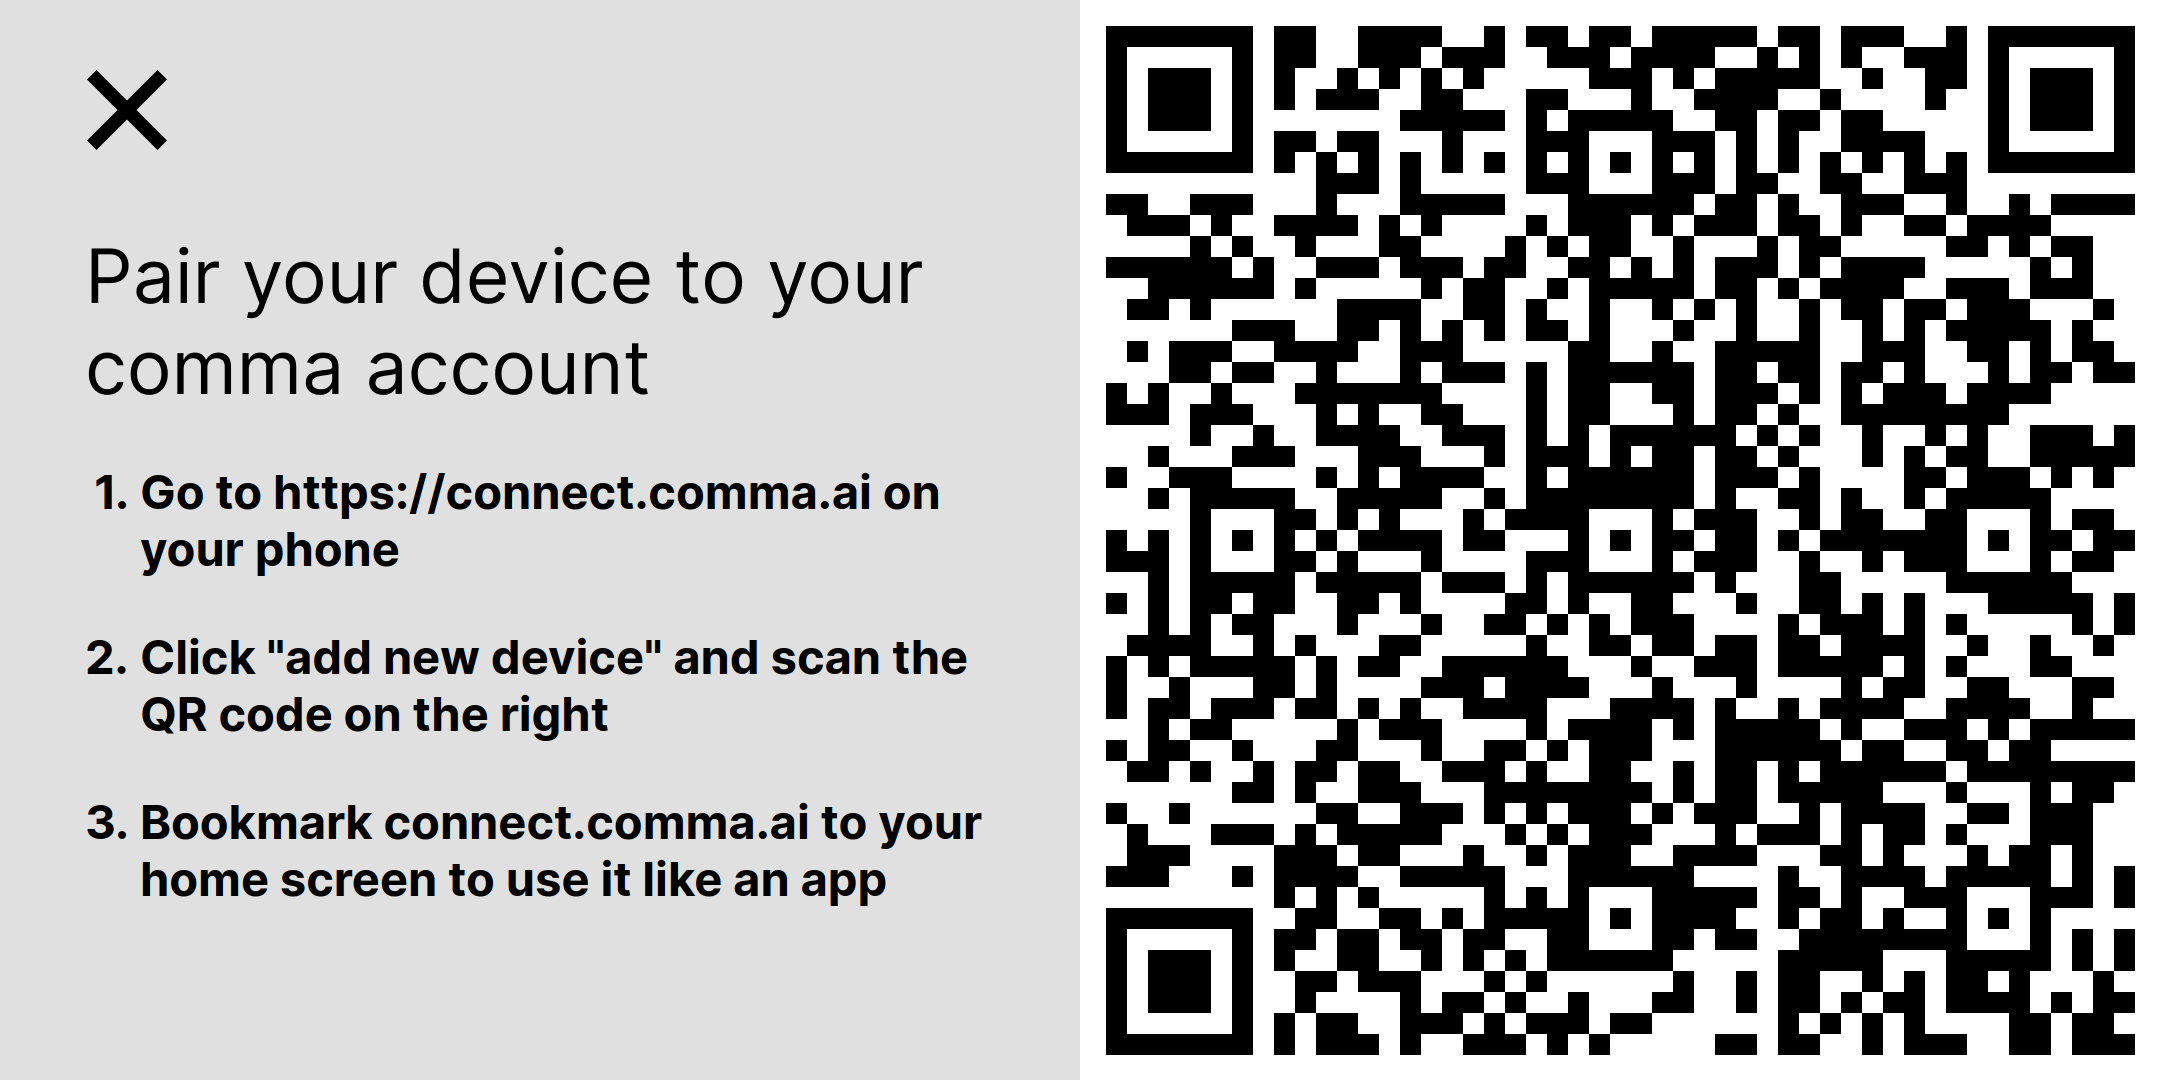 Pair your device to your
comma account
1. Go to https://connect.comma.ai on
your phone
2. Click "add new device" and scan the
QR code on the right
3. Bookmark connect.comma.ai to your
home screen to use it like an app